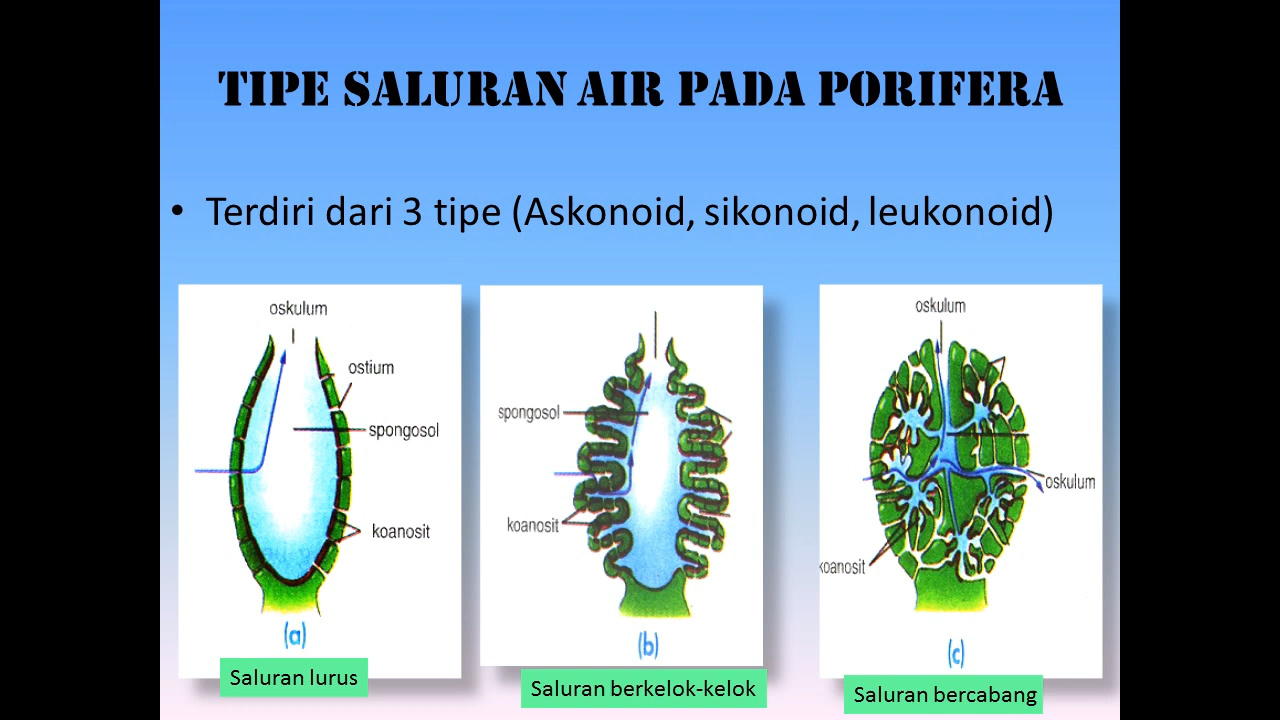 TIPE SALURAN AIR PADA PORIFERA
• Terdiri dari 3 tipe (Askonoid, sikonoid, leukonoid)
oskulum
ostium
spongosol
koanosit
(a)
Saluran lurus
spongosol
koanosit
(b)
Saluran berkelok-kelok
oskulum
oskulum
koanosit
(c)
Saluran bercabang